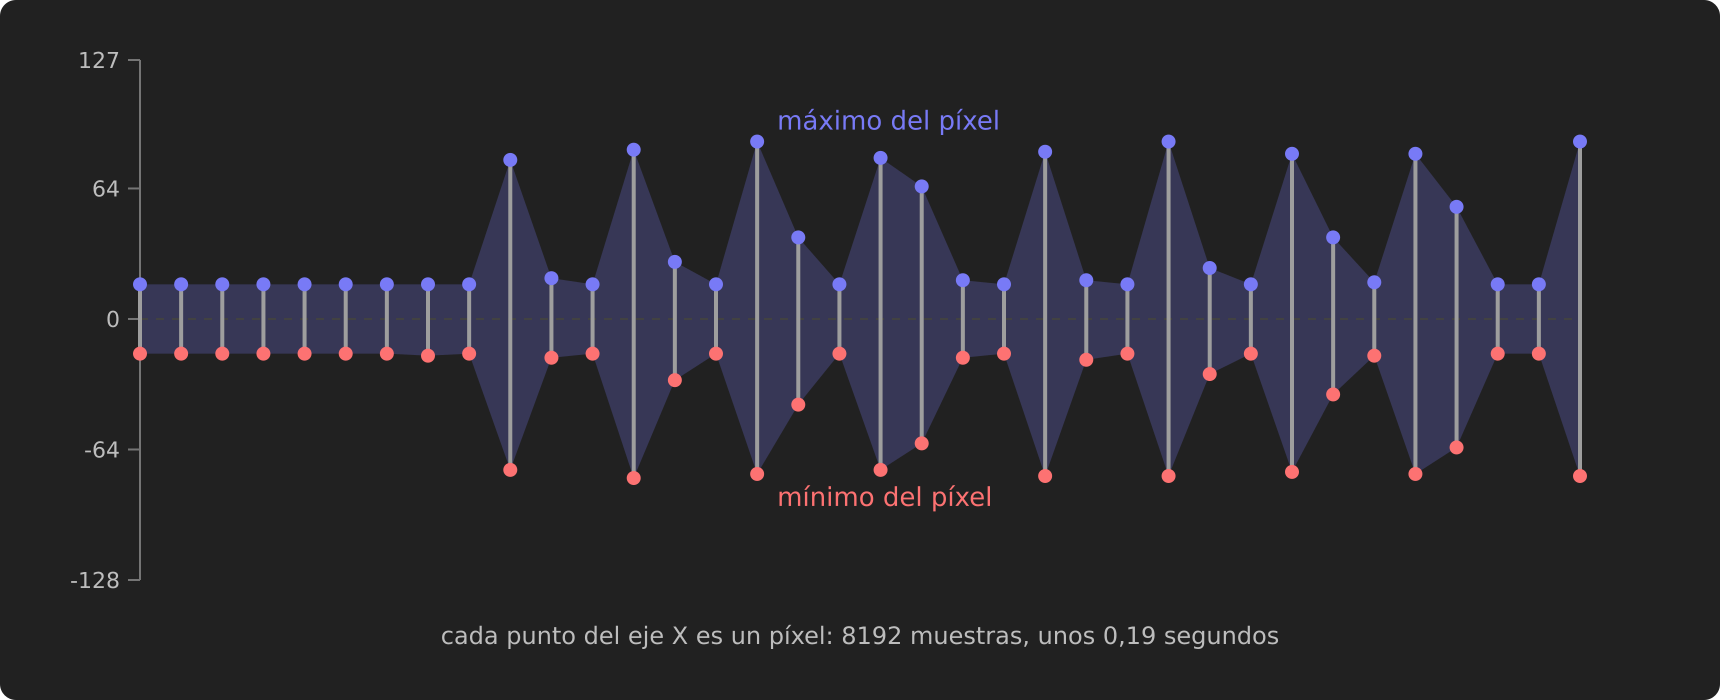 127
máximo del píxel
64
0
-64
mínimo del píxel
-128
cada punto del eje X es un píxel: 8192 muestras, unos 0,19 segundos